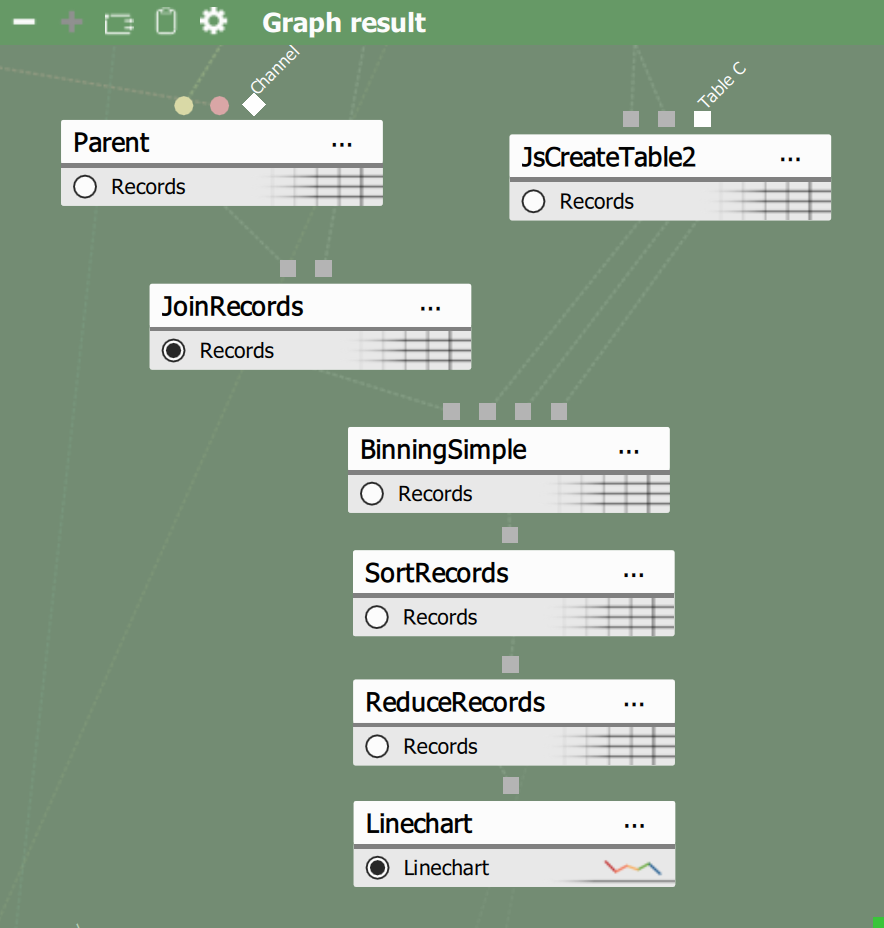 Graph result
Channel
Table C
Parent ...
Records
JsCreateTable2 ...
Records
JoinRecords ...
Records
BinningSimple ...
Records
SortRecords ...
Records
ReduceRecords ...
Records
Linechart ...
Linechart